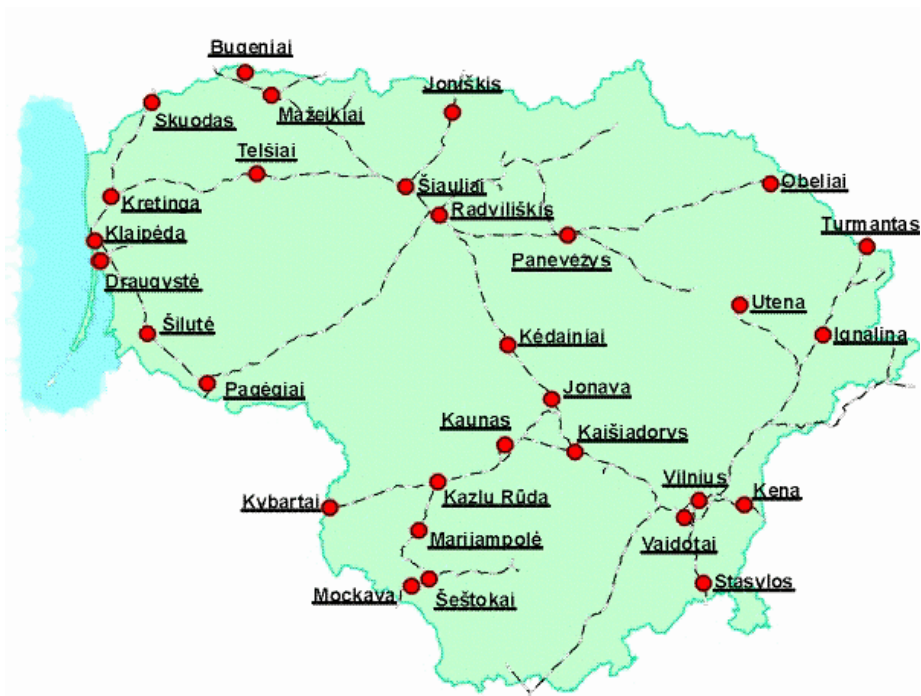 Bugeniai
Joniškis
Skuodas
Mažeikiai
Telšiai
Šiauliai
Obeliai
Kretinga
Radviliškis
Turmantas
Klaipėda
Panevėžys
Draugystė
Utena
Šilutė
Kėdainiai
Ignalina
Pagėgiai
Jonava
Kaunas
Kaišiadorys
Vilnius
Kena
Kybartai
Kazlu Rūda
Marijampolė
Vaidotai
Mockava
Šeštokai
Stasylos